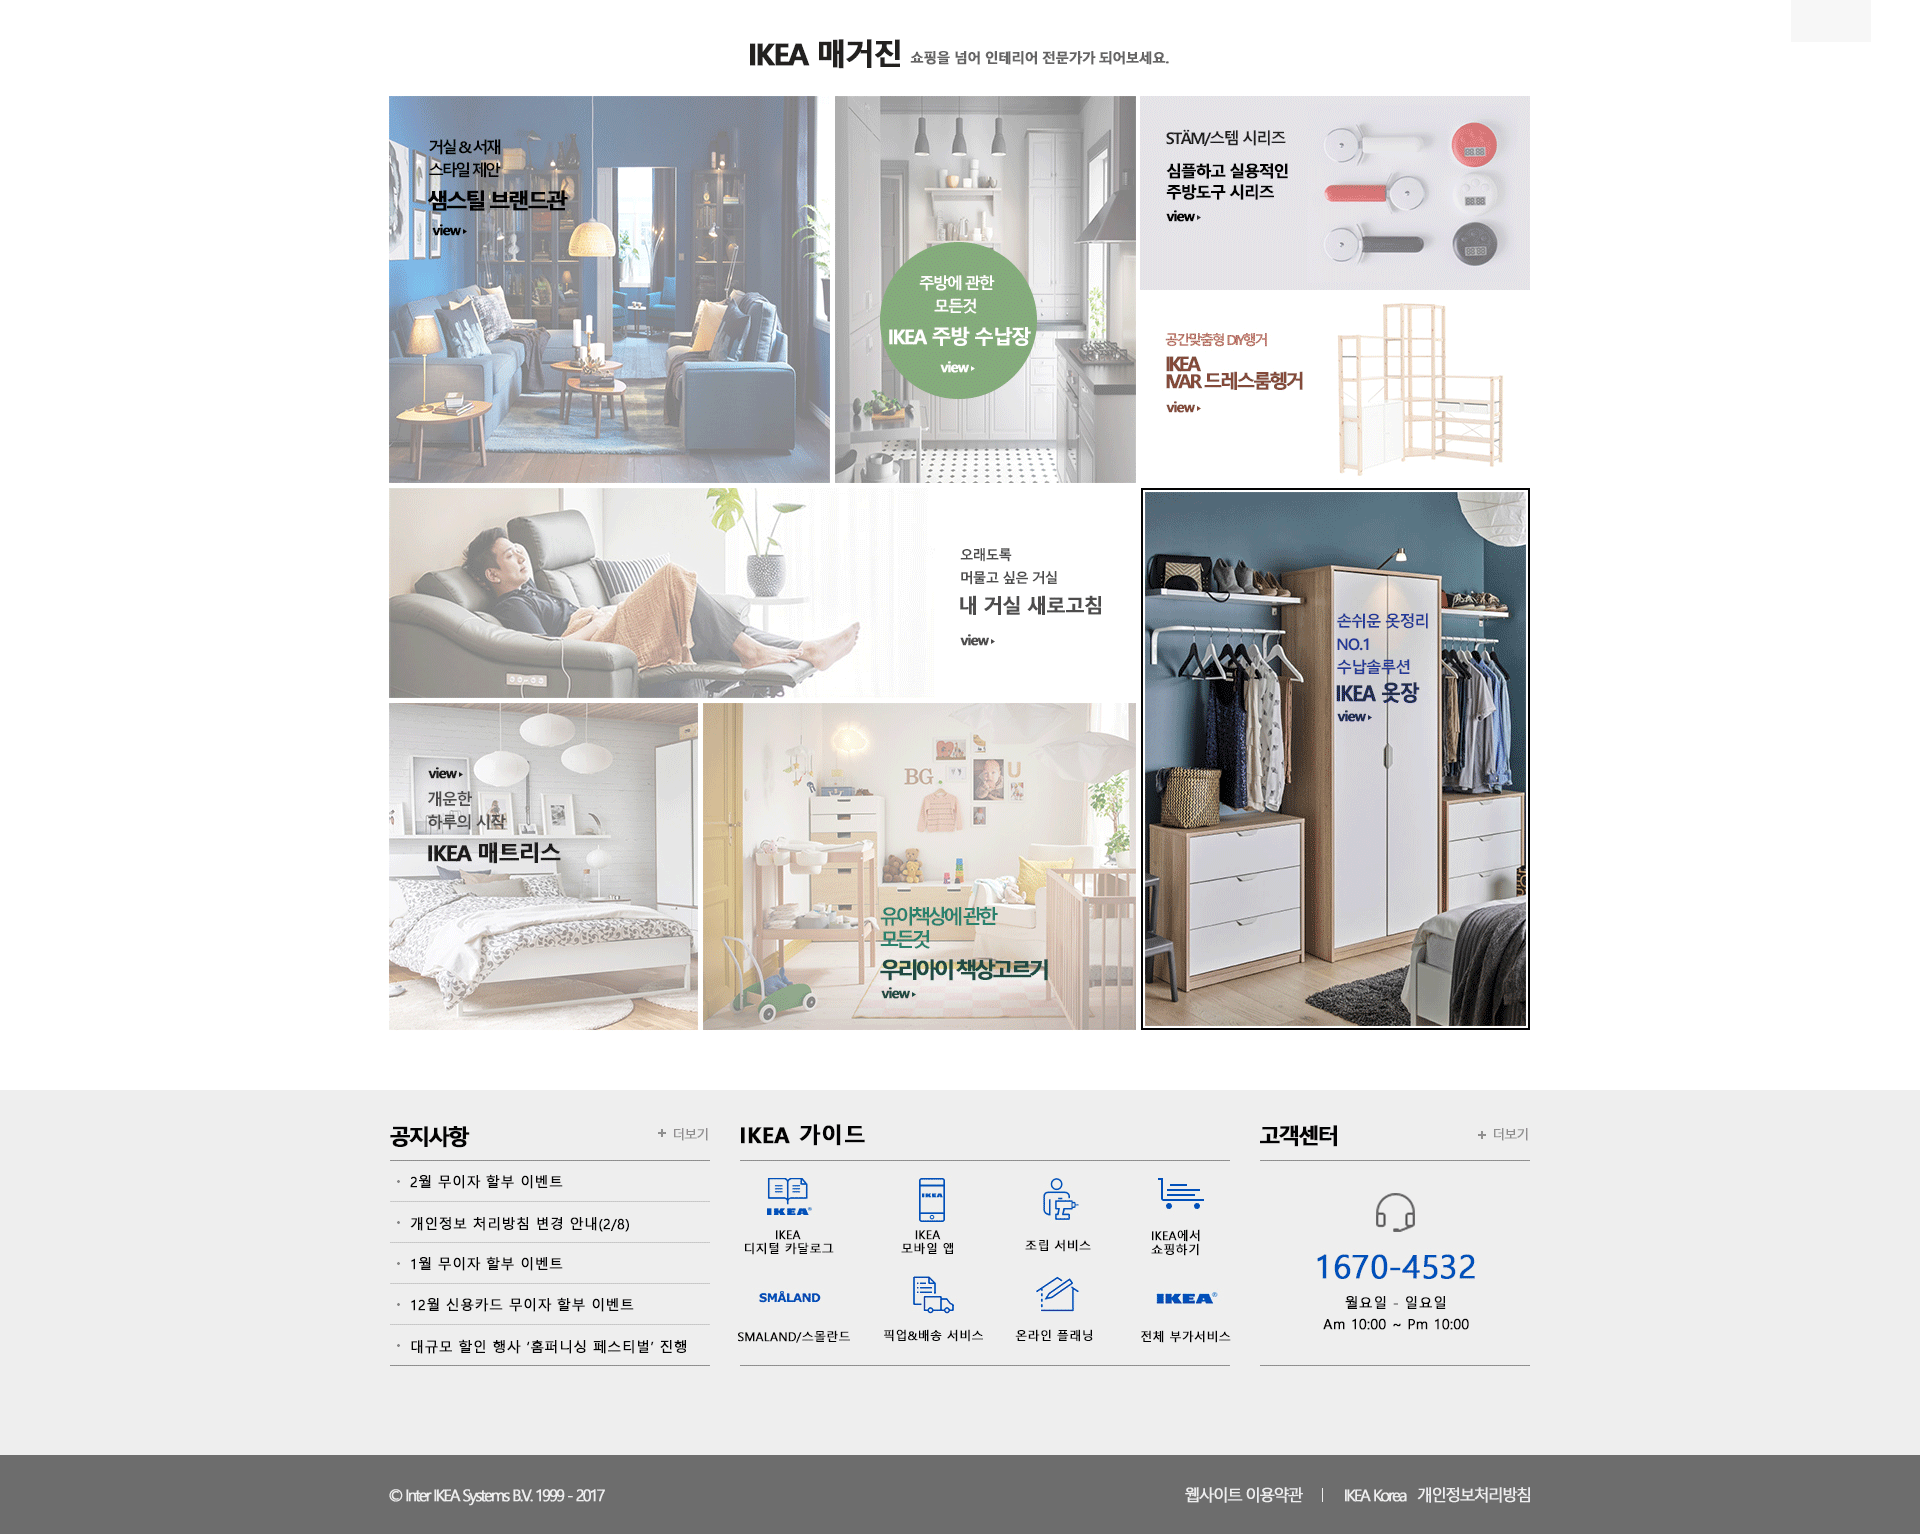 IKEA 매거진 쇼핑을 넘어 인테리어 전문가가 되어보세요.
거실 & 서재
스타일 제안
샘스틸 브랜드관
view
주방에 관한
모든것
IKEA 주방 수납장
view
STÄM/스템 시리즈
심플하고 실용적인
주방도구 시리즈
view
공간맞춤형 DIY행거
IKEA
IVAR 드레스룸헹거
view
오래도록
머물고 싶은 거실
내 거실 새로고침
view
손쉬운 옷정리
NO.1
수납솔루션
IKEA 옷장
view
view
개운한
하루의 시작
IKEA 매트리스
BG.
U
유아책상에 관한
모든것
우리아이 책상고르기
view
공지사항
+ 더보기
2월 무이자 할부 이벤트
개인정보 처리방침 변경 안내(2/8)
1월 무이자 할부 이벤트
12월 신용카드 무이자 할부 이벤트
대규모 할인 행사 ‘홈퍼니싱 페스티벌’ 진행
IKEA 가이드
IKEA
IKEA
디지털 카달로그
IKEA
IKEA
모바일 앱
조립 서비스
IKEA에서
쇼핑하기
SMÅLAND
SMALAND/스몰란드
픽업&배송 서비스
온라인 플래닝
IKEA
전체 부가서비스
고객센터
+ 더보기
1670-4532
월요일 - 일요일
Am 10:00 ~ Pm 10:00
© Inter IKEA Systems B.V. 1999 - 2017
웹사이트 이용약관 | IKEA Korea 개인정보처리방침